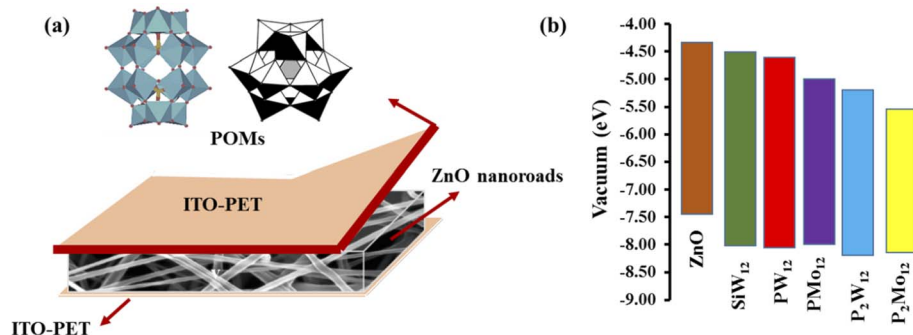 (a)
POMs
ZnO nanoroads
ITO-PET
ITO-PET
(b)
Vacuum (eV)
-4.00
-4.50
-5.00
-5.50
-6.00
-6.50
-7.00
-7.50
-8.00
-8.50
-9.00
ZnO
SiW₁₂
PW₁₂
PMo₁₂
P₂W₁₂
P₂Mo₁₂